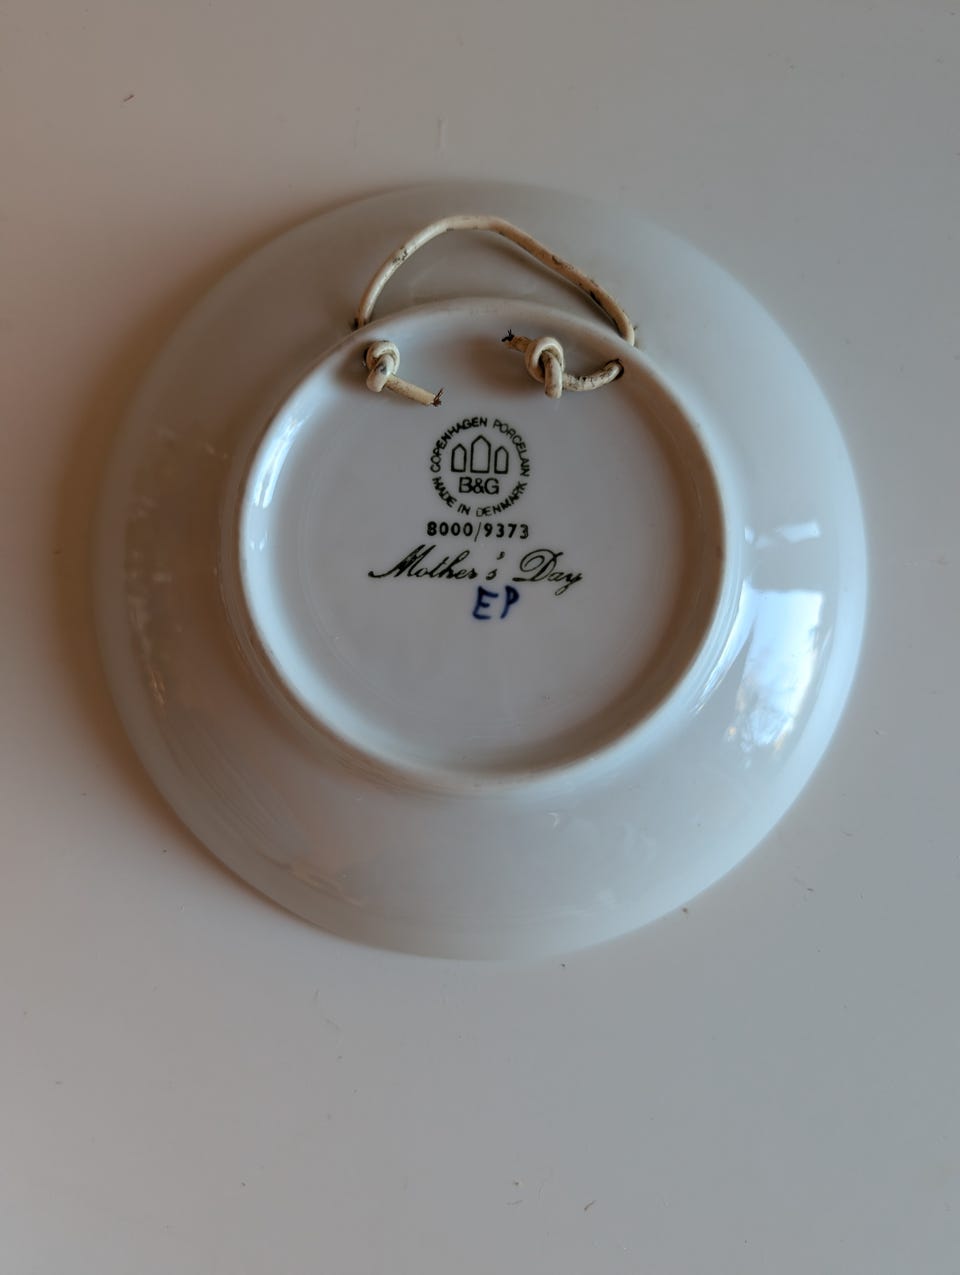 COPENHAGEN PORCELAIN
B&G
MADE IN DENMARK
8000/9373
Mother's Day
EP